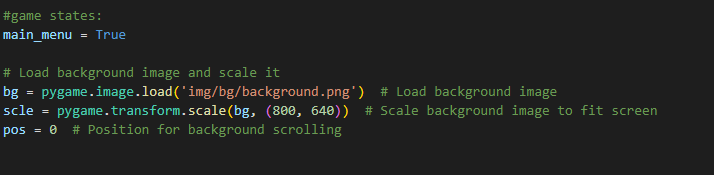 #game states:
main_menu = True
# Load background image and scale it
bg = pygame.image.load('img/bg/background.png')  # Load background image
scle = pygame.transform.scale(bg, (800, 640))  # Scale background image to fit screen
pos = 0  # Position for background scrolling